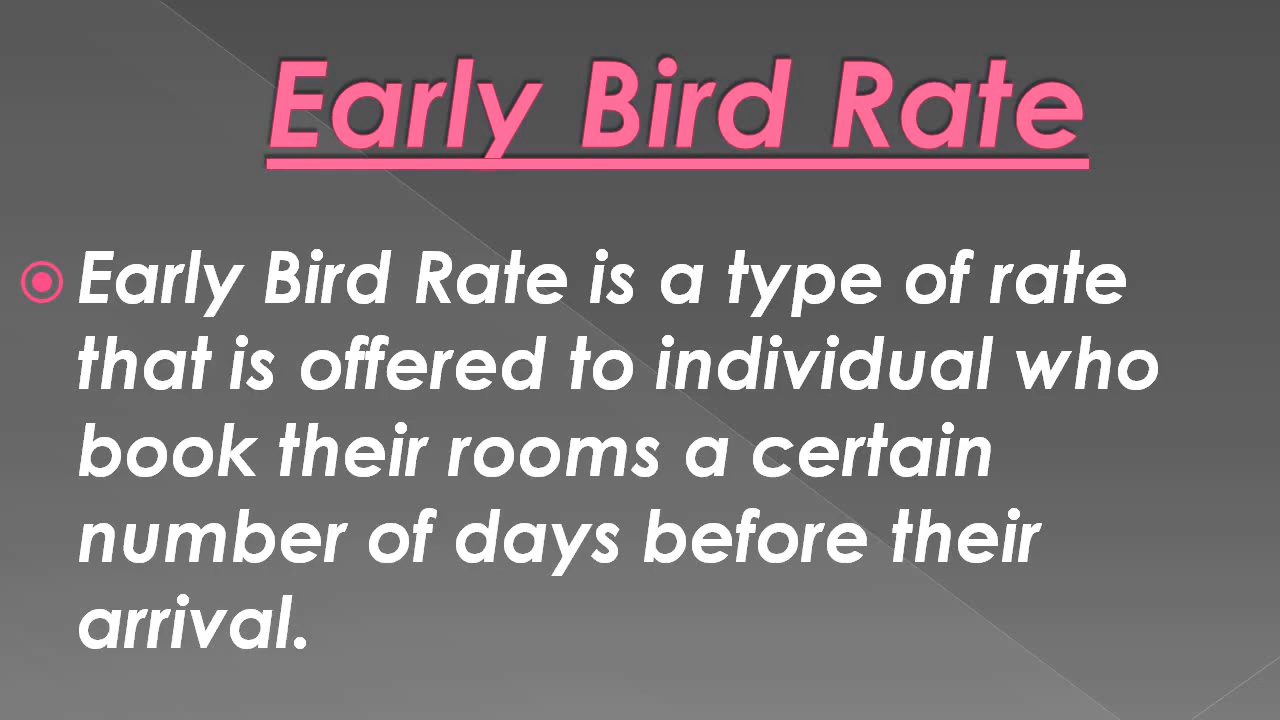 Early Bird Rate
Early Bird Rate is a type of rate
that is offered to individual who
book their rooms a certain
number of days before their
arrival.